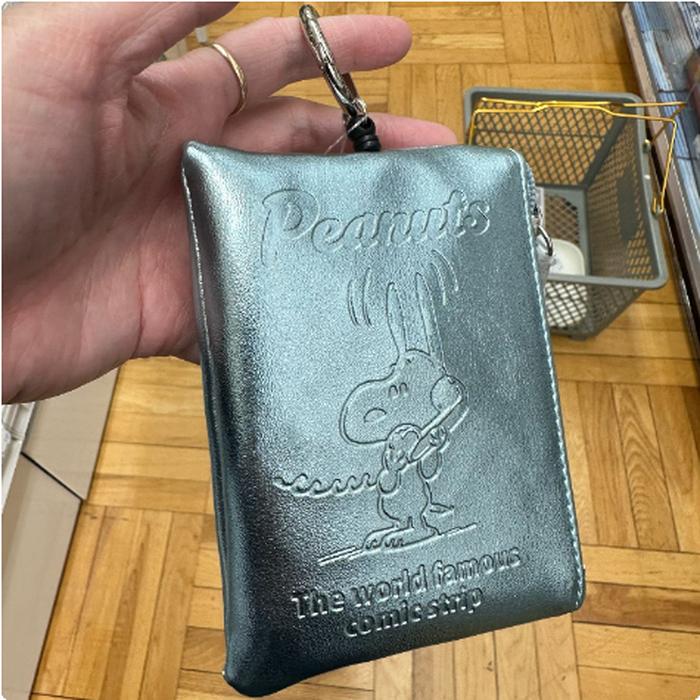 Peanuts
The world famous
comic strip